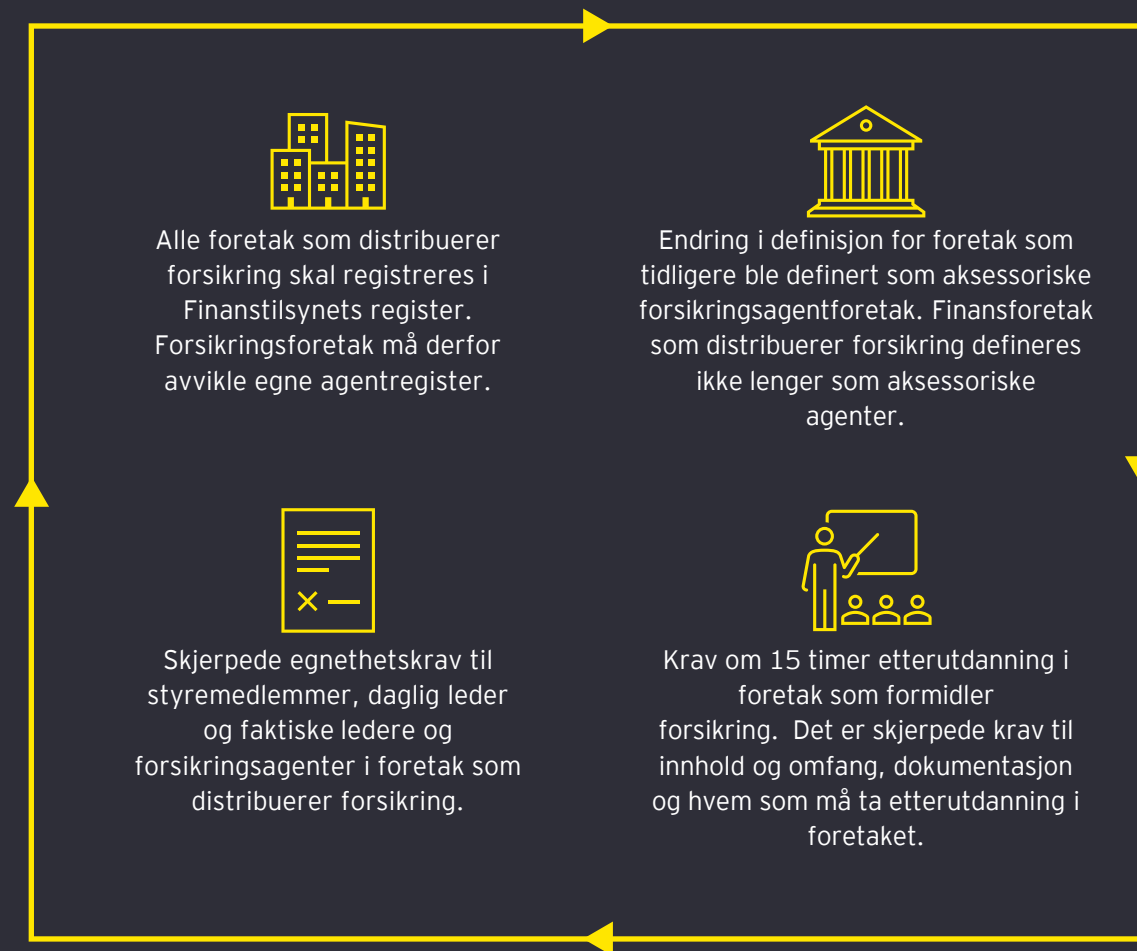 Alle foretak som distribuerer
forsikring skal registreres i
Finanstilsynets register.
Forsikringsforetak må derfor
avvikle egne agentregister.
Endring i definisjon for foretak som
tidligere ble definert som aksessoriske
forsikringsagentforetak. Finansforetak
som distribuerer forsikring defineres
ikke lenger som aksessoriske
agenter.
Skjerpede egnethetskrav til
styremedlemmer, daglig leder
og faktiske ledere og
forsikringsagenter i foretak som
distribuerer forsikring.
Krav om 15 timer etterutdanning i
foretak som formidler
forsikring.  Det er skjerpede krav til
innhold og omfang, dokumentasjon
og hvem som må ta etterutdanning i
foretaket.